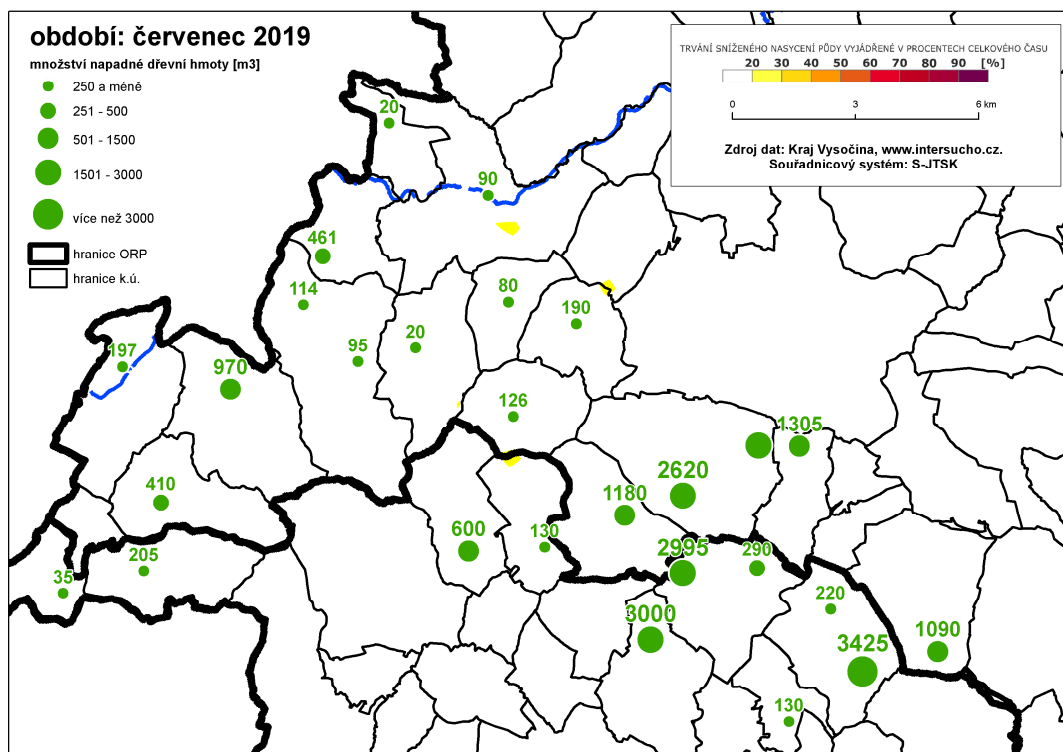 období: červenec 2019
množství napadné dřevní hmoty [m3]
250 a méně
251 - 500
501 - 1500
1501 - 3000
více než 3000
hranicc ORP
hranice k.ú.
TRVÁNÍ SNÍŽENÉHO NASYCENÍ PŮDY VYJÁDŘENÉ V PROCENTECH CELKOVÉHO ČASU
20 30 40 50 60 70 80 90 [%]
0 3 6 km
Zdroj dat: Kraj Vysočina, www.intersucho.cz.
Souřadnicový systém: S-JTSK
20
90
461
114
80
190
20
95
197
970
126
1305
2620
410
1180
600
130
2995
290
205
35
220
3000
1090
3425
130